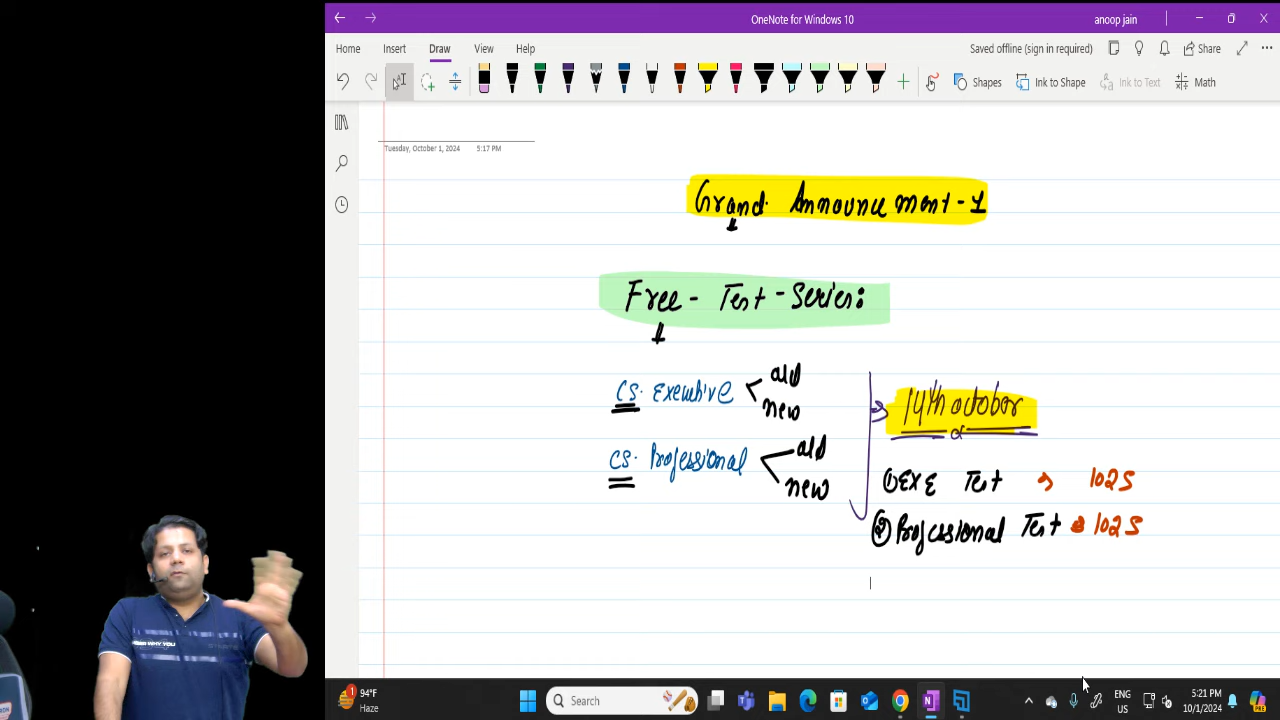 OneNote for Windows 10
anoop jain
Home Insert Draw View Help
Saved offline (sign in required)
Share
Shapes Ink to Shape Ink to Text Math
Tuesday, October 1, 2024 5:17 PM
Grand Announcement - 1
Free - Test - Series:
CS. Executive
old
new
14th october
CS. Professional
old
new
① EXE Test → 1025
② Professional Test 1025
1
94°F
Haze
Search
ENG
US
5:21 PM
10/1/2024